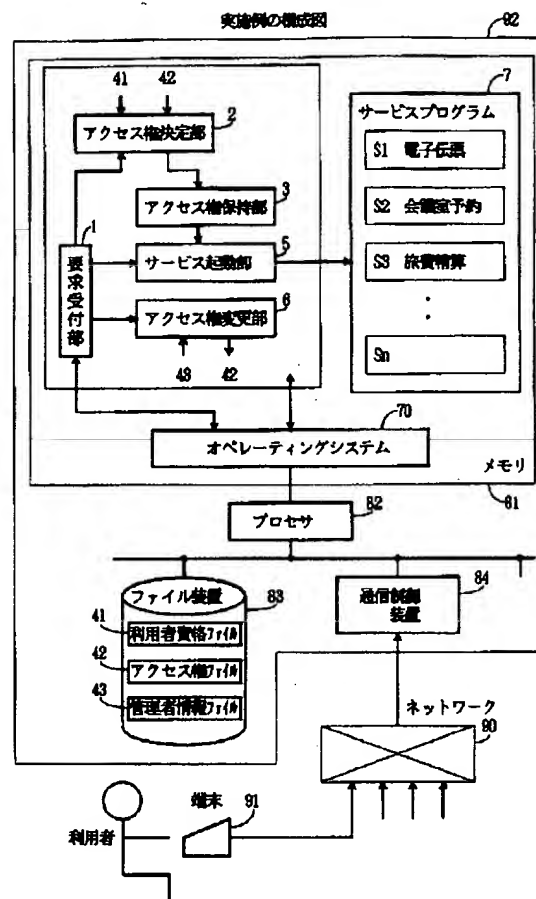 実施例の構成図
92
41 42
2
アクセス権決定部
7
サービスプログラム
S1 電子伝票
S2 会議室予約
S3 旅費精算
Sn
3
アクセス権保持部
1
要求受付部
5
サービス起動部
6
アクセス権変更部
43 42
70
オペレーティングシステム
メモリ
81
82
プロセサ
ファイル装置
83
41
利用者資格ファイル
42
アクセス権ファイル
43
管理者情報ファイル
84
通信制御
装置
ネットワーク
90
端末
91
利用者